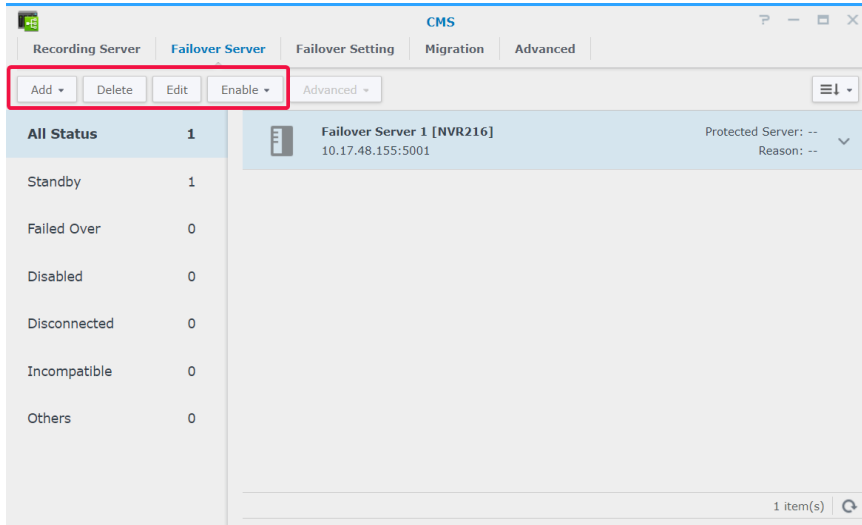 CMS
Recording Server Failover Server Failover Setting Migration Advanced
Add Delete Edit Enable Advanced
All Status 1
Standby 1
Failed Over 0
Disabled 0
Disconnected 0
Incompatible 0
Others 0
Failover Server 1 [NVR216] Protected Server: --
10.17.48.155:5001 Reason: --
1 item(s)